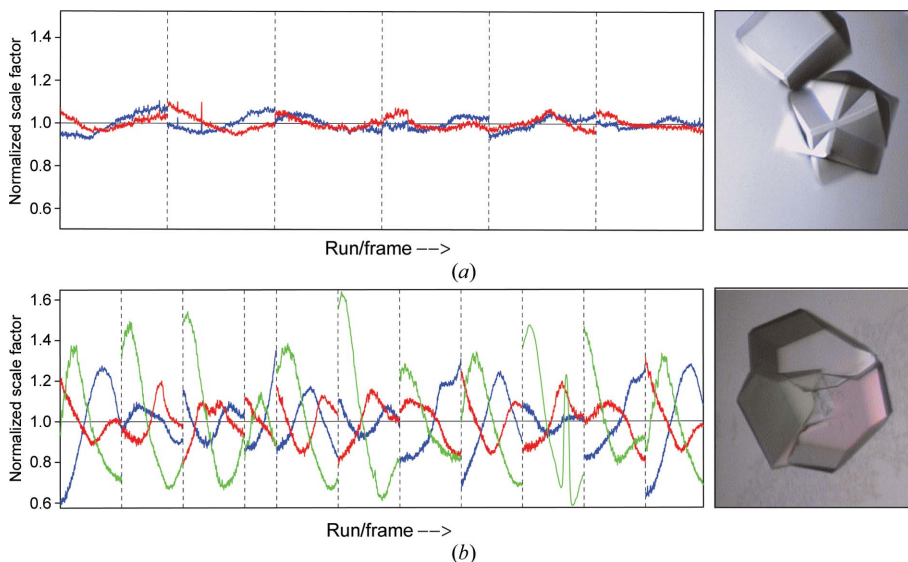 Normalized scale factor
1.4
1.2
1.0
0.8
0.6
Run/frame -->
(a)
Normalized scale factor
1.6
1.4
1.2
1.0
0.8
0.6
Run/frame -->
(b)